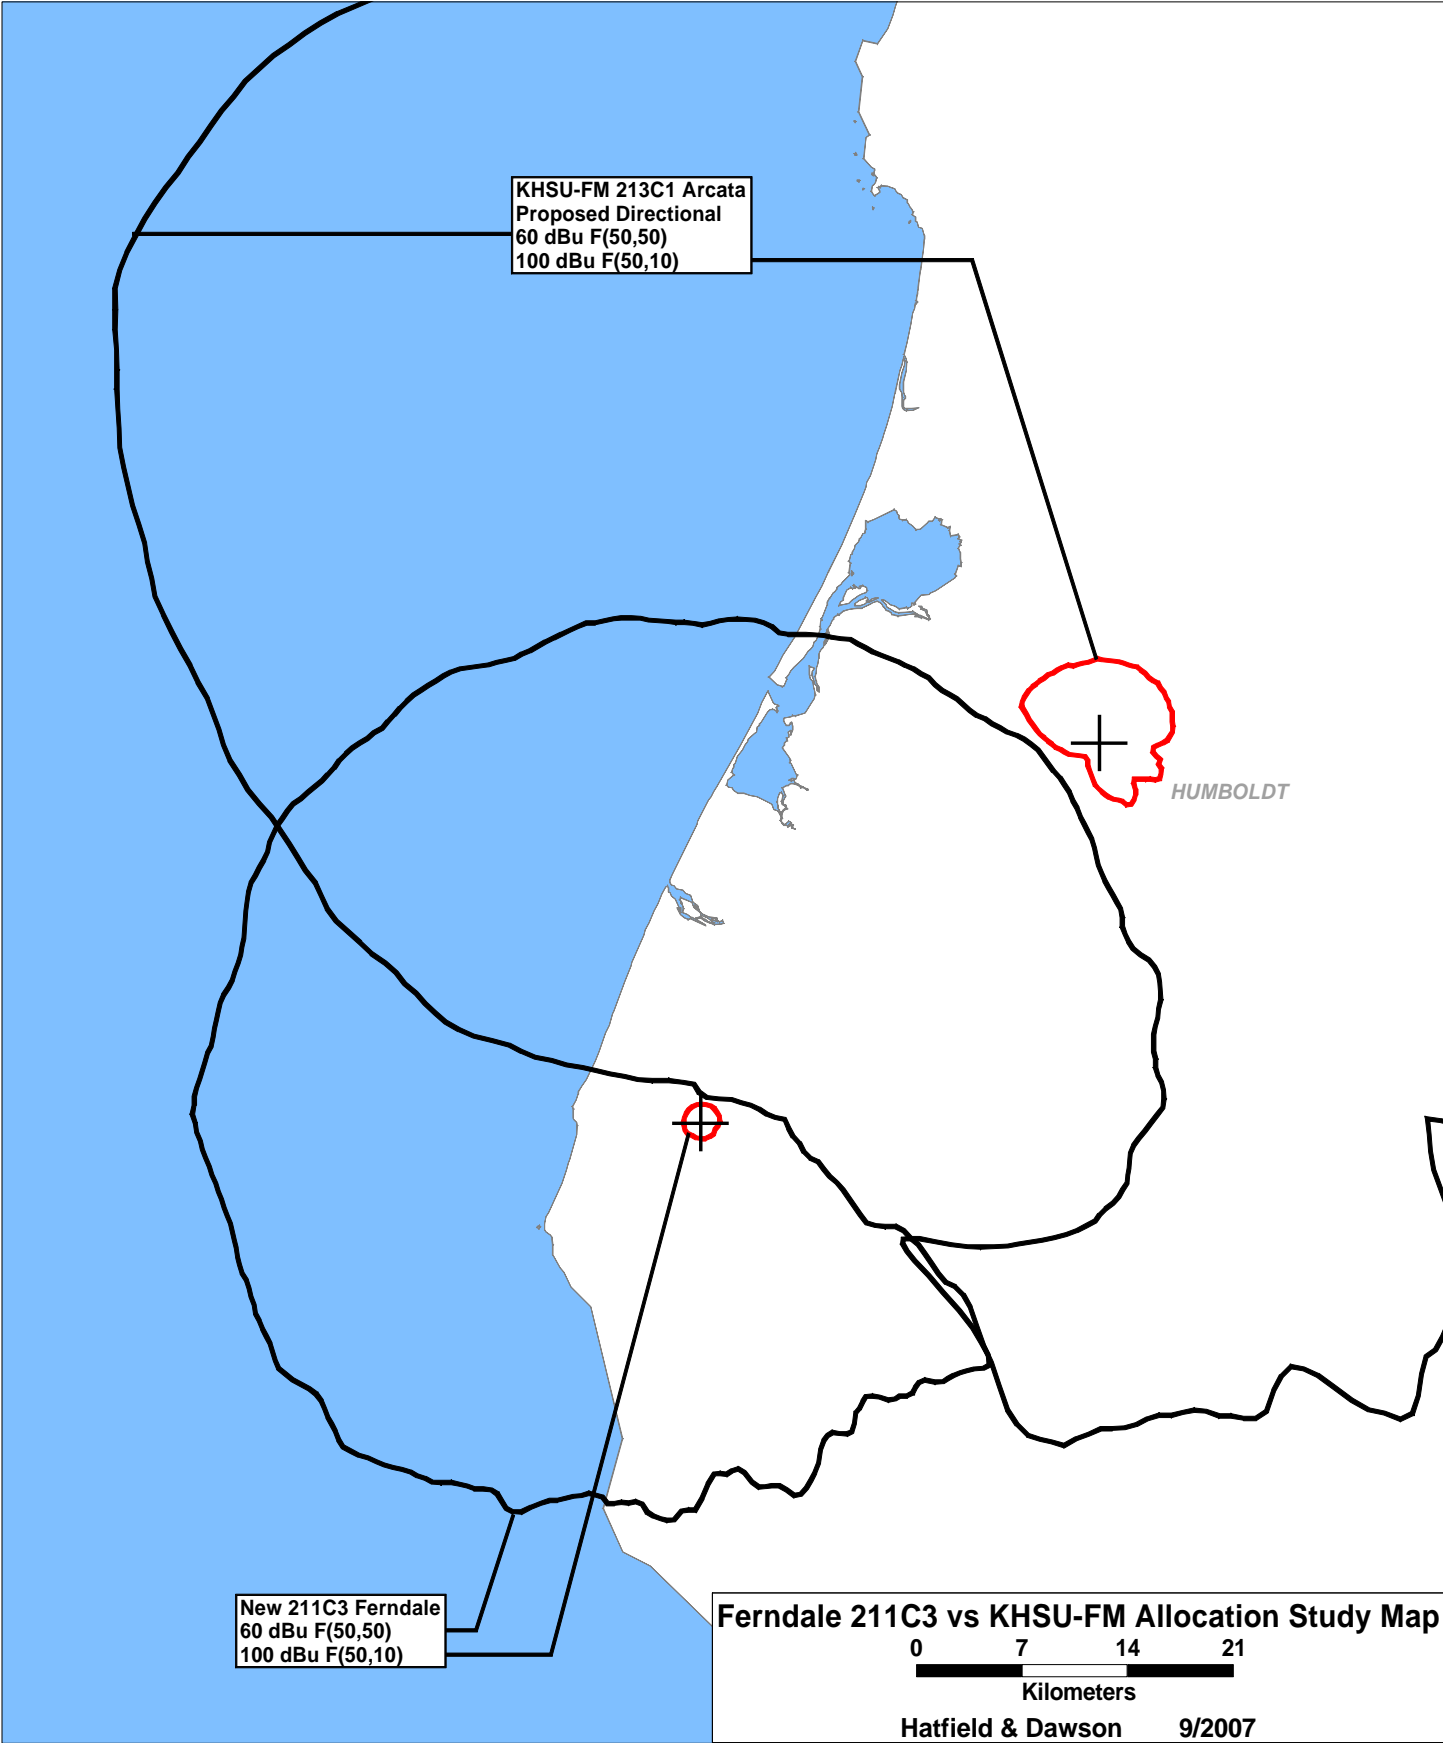 KHSU-FM 213C1 Arcata
Proposed Directional
60 dBu F(50,50)
100 dBu F(50,10)
HUMBOLDT
New 211C3 Ferndale
60 dBu F(50,50)
100 dBu F(50,10)
Ferndale 211C3 vs KHSU-FM Allocation Study Map
0 7 14 21
Kilometers
Hatfield & Dawson 9/2007